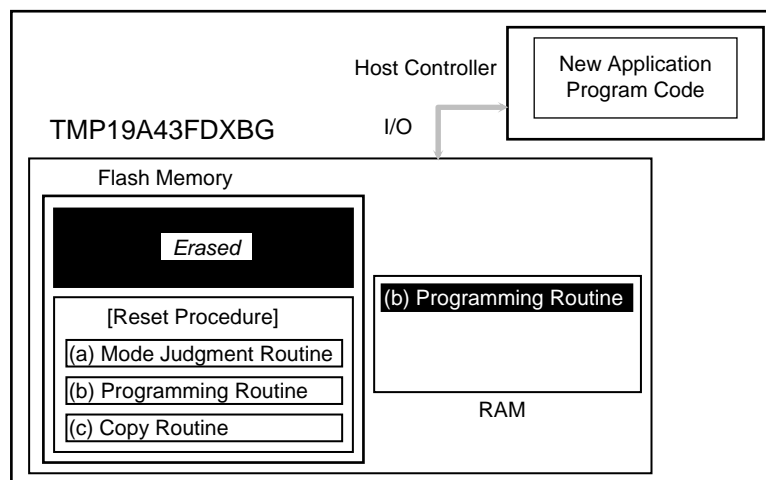 Host Controller
New Application
Program Code
TMP19A43FDXBG
I/O
Flash Memory
Erased
[Reset Procedure]
(a) Mode Judgment Routine
(b) Programming Routine
(c) Copy Routine
(b) Programming Routine
RAM